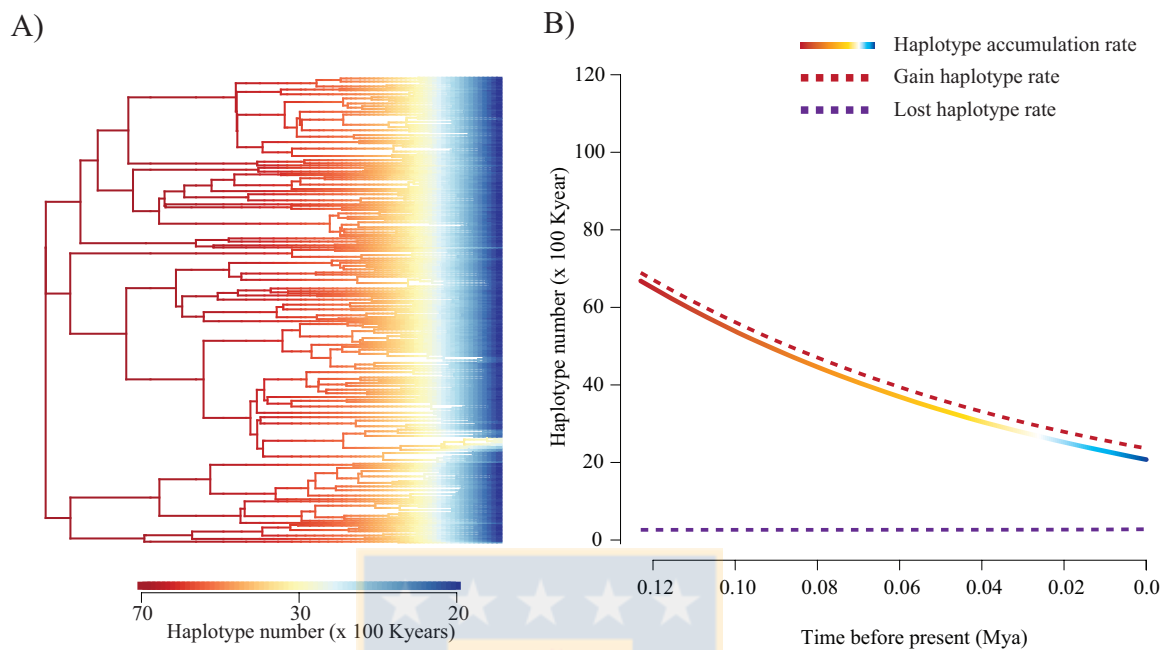 A)
70
30
20
Haplotype number (x 100 Kyears)
B)
Haplotype accumulation rate
Gain haplotype rate
Lost haplotype rate
Haplotype number (x 100 Kyear)
120
100
80
60
40
20
0
0.12
0.10
0.08
0.06
0.04
0.02
0.0
Time before present (Mya)